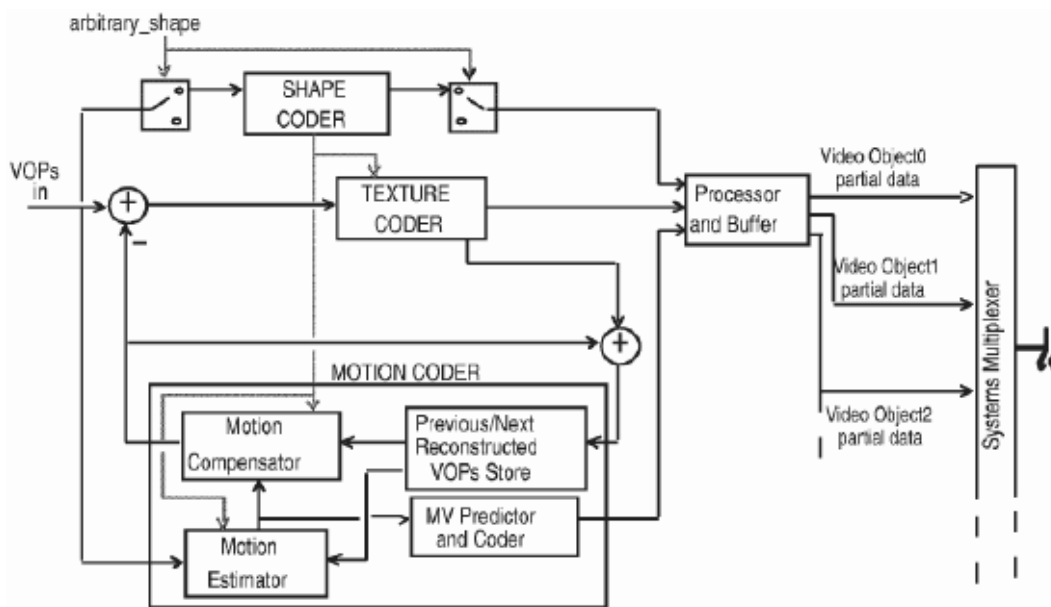 arbitrary_shape
SHAPE
CODER
VOPs
in
+
−
TEXTURE
CODER
Processor
and Buffer
Video Object0
partial data
Video Object1
partial data
Video Object2
partial data
Systems Multiplexer
+
MOTION CODER
Motion
Compensator
Previous/Next
Reconstructed
VOPs Store
MV Predictor
and Coder
Motion
Estimator